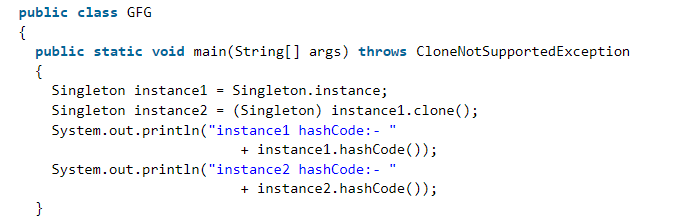 public class GFG
{
  public static void main(String[] args) throws CloneNotSupportedException
  {
    Singleton instance1 = Singleton.instance;
    Singleton instance2 = (Singleton) instance1.clone();
    System.out.println("instance1 hashCode:- "
                           + instance1.hashCode());
    System.out.println("instance2 hashCode:- "
                           + instance2.hashCode());
  }